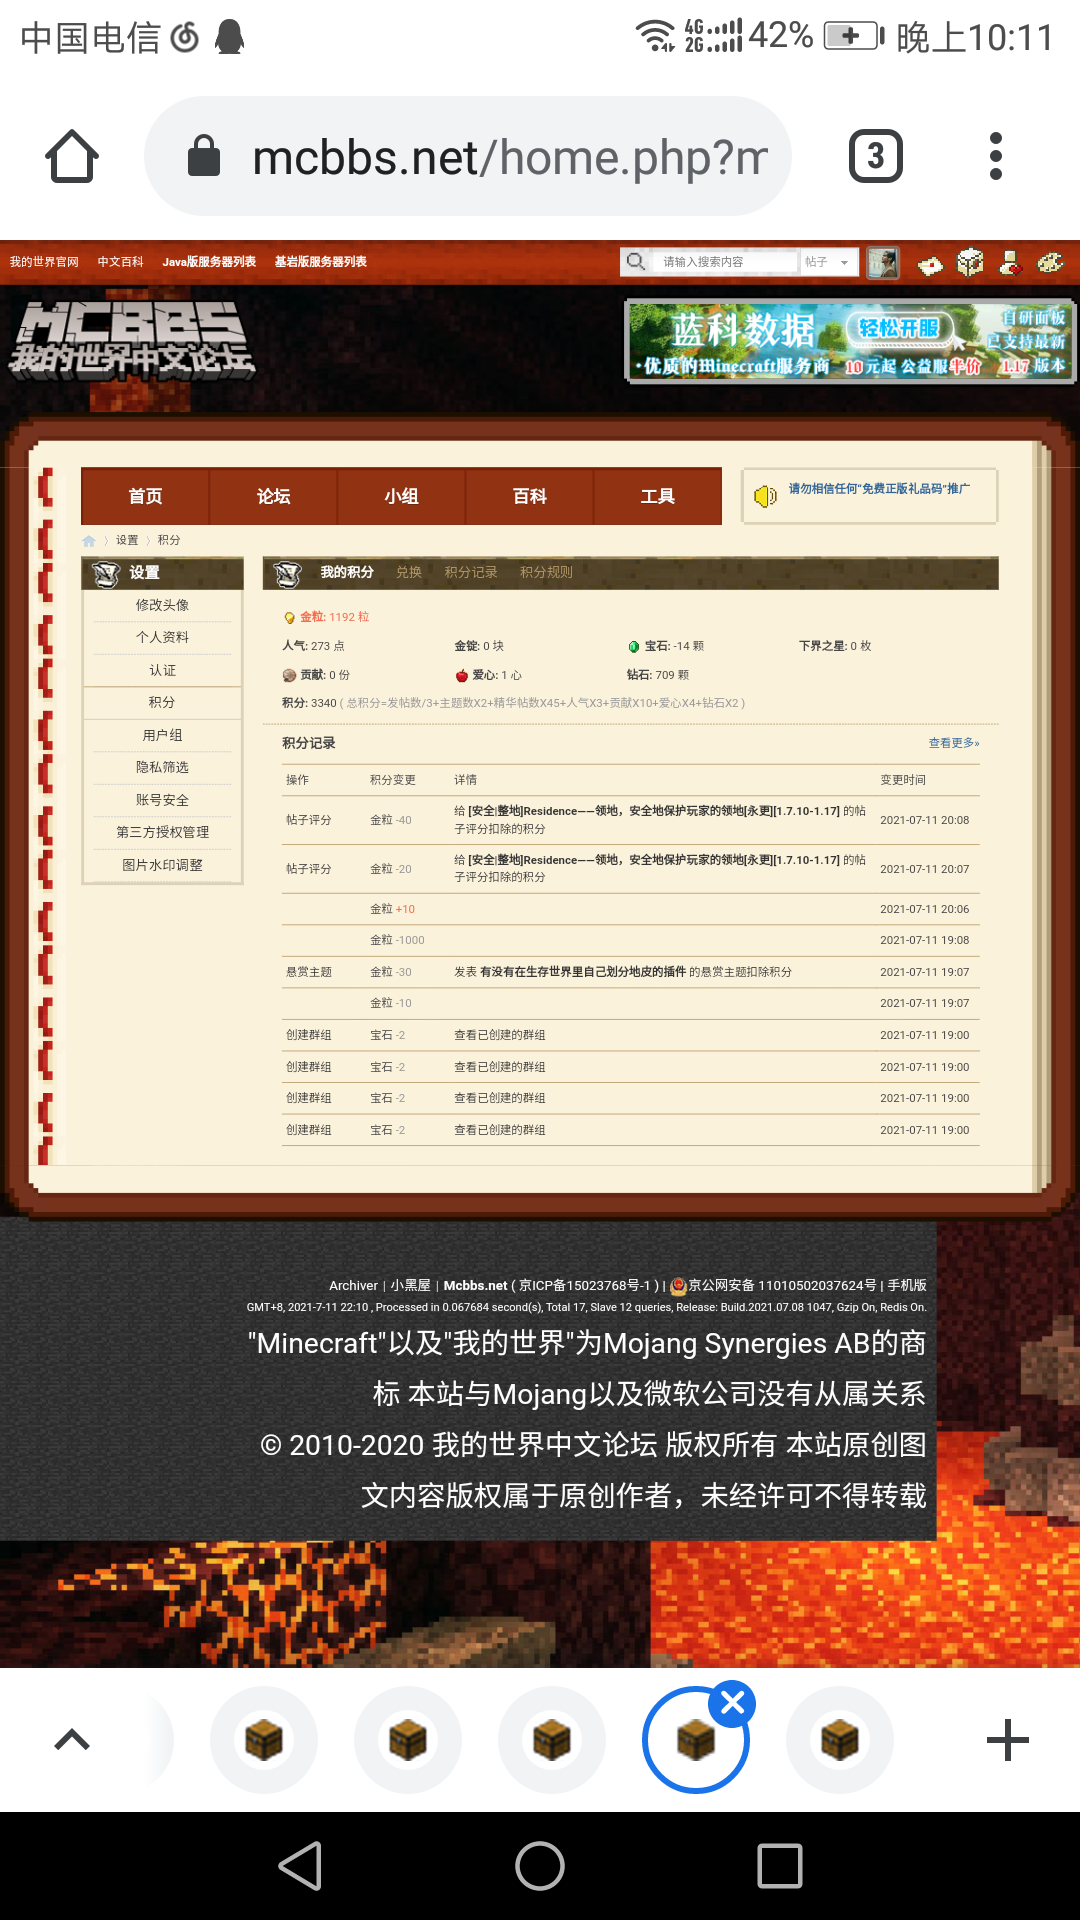 中国电信 4G 2G 42% 晚上10:11
mcbbs.net/home.php?m
3
我的世界官网 中文百科 Java版服务器列表 基岩版服务器列表 请输入搜索内容 帖子
MCBBS
我的世界中文论坛
蓝科数据 轻松开服 自研面板
已支持最新
·优质的Minecraft服务商 10元起 公益服半价 1.17版本
首页 论坛 小组 百科 工具
请勿相信任何“免费正版礼品码”推广
设置 积分
设置
修改头像
个人资料
认证
积分
用户组
隐私筛选
账号安全
第三方授权管理
图片水印调整
我的积分 兑换 积分记录 积分规则
金粒: 1192 粒
人气: 273 点 金锭: 0 块 宝石: -14 颗 下界之星: 0 枚
贡献: 0 份 爱心: 1 心 钻石: 709 颗
积分: 3340 ( 总积分=发帖数/3+主题数X2+精华帖数X45+人气X3+贡献X10+爱心X4+钻石X2 )
积分记录 查看更多»
操作 积分变更 详情 变更时间
帖子评分 金粒 -40 给 [安全|整地]Residence——领地，安全地保护玩家的领地[永更][1.7.10-1.17] 的帖子评分扣除的积分 2021-07-11 20:08
帖子评分 金粒 -20 给 [安全|整地]Residence——领地，安全地保护玩家的领地[永更][1.7.10-1.17] 的帖子评分扣除的积分 2021-07-11 20:07
金粒 +10 2021-07-11 20:06
金粒 -1000 2021-07-11 19:08
悬赏主题 金粒 -30 发表 有没有在生存世界里自己划分地皮的插件 的悬赏主题扣除积分 2021-07-11 19:07
金粒 -10 2021-07-11 19:07
创建群组 宝石 -2 查看已创建的群组 2021-07-11 19:00
创建群组 宝石 -2 查看已创建的群组 2021-07-11 19:00
创建群组 宝石 -2 查看已创建的群组 2021-07-11 19:00
创建群组 宝石 -2 查看已创建的群组 2021-07-11 19:00
Archiver | 小黑屋 | Mcbbs.net ( 京ICP备15023768号-1 ) | 京公网安备 11010502037624号 | 手机版
GMT+8, 2021-7-11 22:10 , Processed in 0.067684 second(s), Total 17, Slave 12 queries, Release: Build.2021.07.08 1047, Gzip On, Redis On.
"Minecraft"以及"我的世界"为Mojang Synergies AB的商
标 本站与Mojang以及微软公司没有从属关系
© 2010-2020 我的世界中文论坛 版权所有 本站原创图
文内容版权属于原创作者，未经许可不得转载